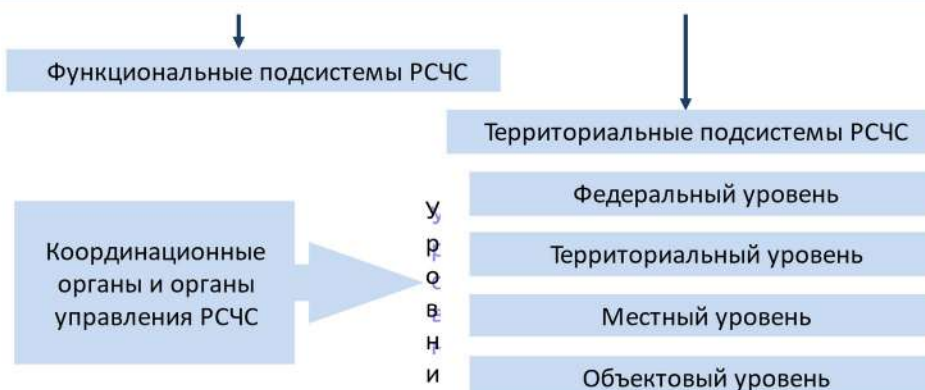 Функциональные подсистемы РСЧС
Территориальные подсистемы РСЧС
Координационные
органы и органы
управления РСЧС
Уровни
Федеральный уровень
Территориальный уровень
Местный уровень
Объектовый уровень